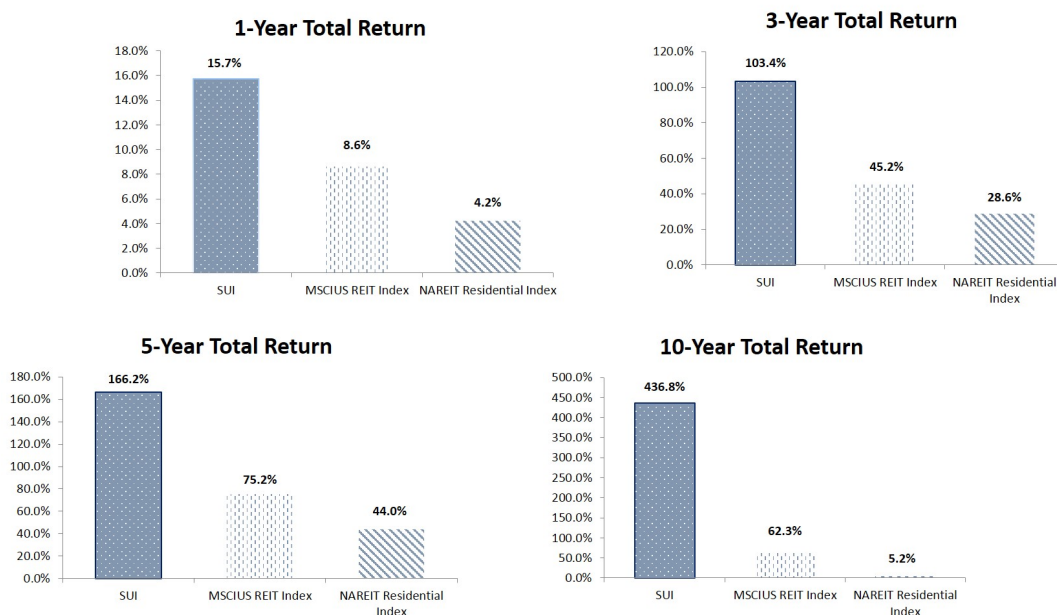 1-Year Total Return
18.0%
16.0%
14.0%
12.0%
10.0%
8.0%
6.0%
4.0%
2.0%
0.0%
15.7%
8.6%
4.2%
SUI
MSCIUS REIT Index
NAREIT Residential Index
3-Year Total Return
120.0%
100.0%
80.0%
60.0%
40.0%
20.0%
0.0%
103.4%
45.2%
28.6%
SUI
MSCIUS REIT Index
NAREIT Residential
Index
5-Year Total Return
180.0%
160.0%
140.0%
120.0%
100.0%
80.0%
60.0%
40.0%
20.0%
0.0%
166.2%
75.2%
44.0%
SUI
MSCIUS REIT Index
NAREIT Residential
Index
10-Year Total Return
500.0%
450.0%
400.0%
350.0%
300.0%
250.0%
200.0%
150.0%
100.0%
50.0%
0.0%
436.8%
62.3%
5.2%
SUI
MSCIUS REIT Index
NAREIT Residential
Index